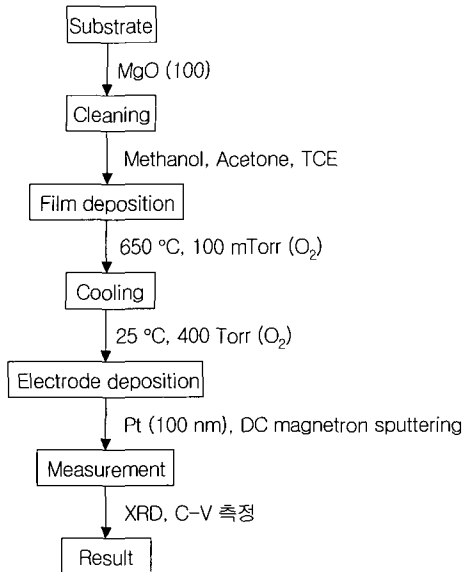 Substrate
MgO (100)
Cleaning
Methanol, Acetone, TCE
Film deposition
650 ℃, 100 mTorr (O₂)
Cooling
25 ℃, 400 Torr (O₂)
Electrode deposition
Pt (100 nm), DC magnetron sputtering
Measurement
XRD, C-V 측정
Result